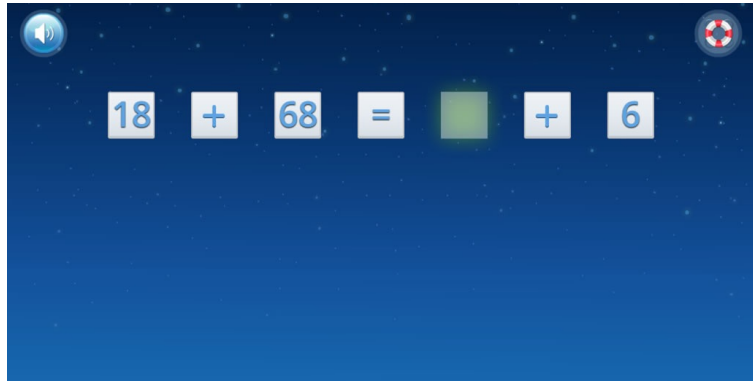 18 + 68 = + 6